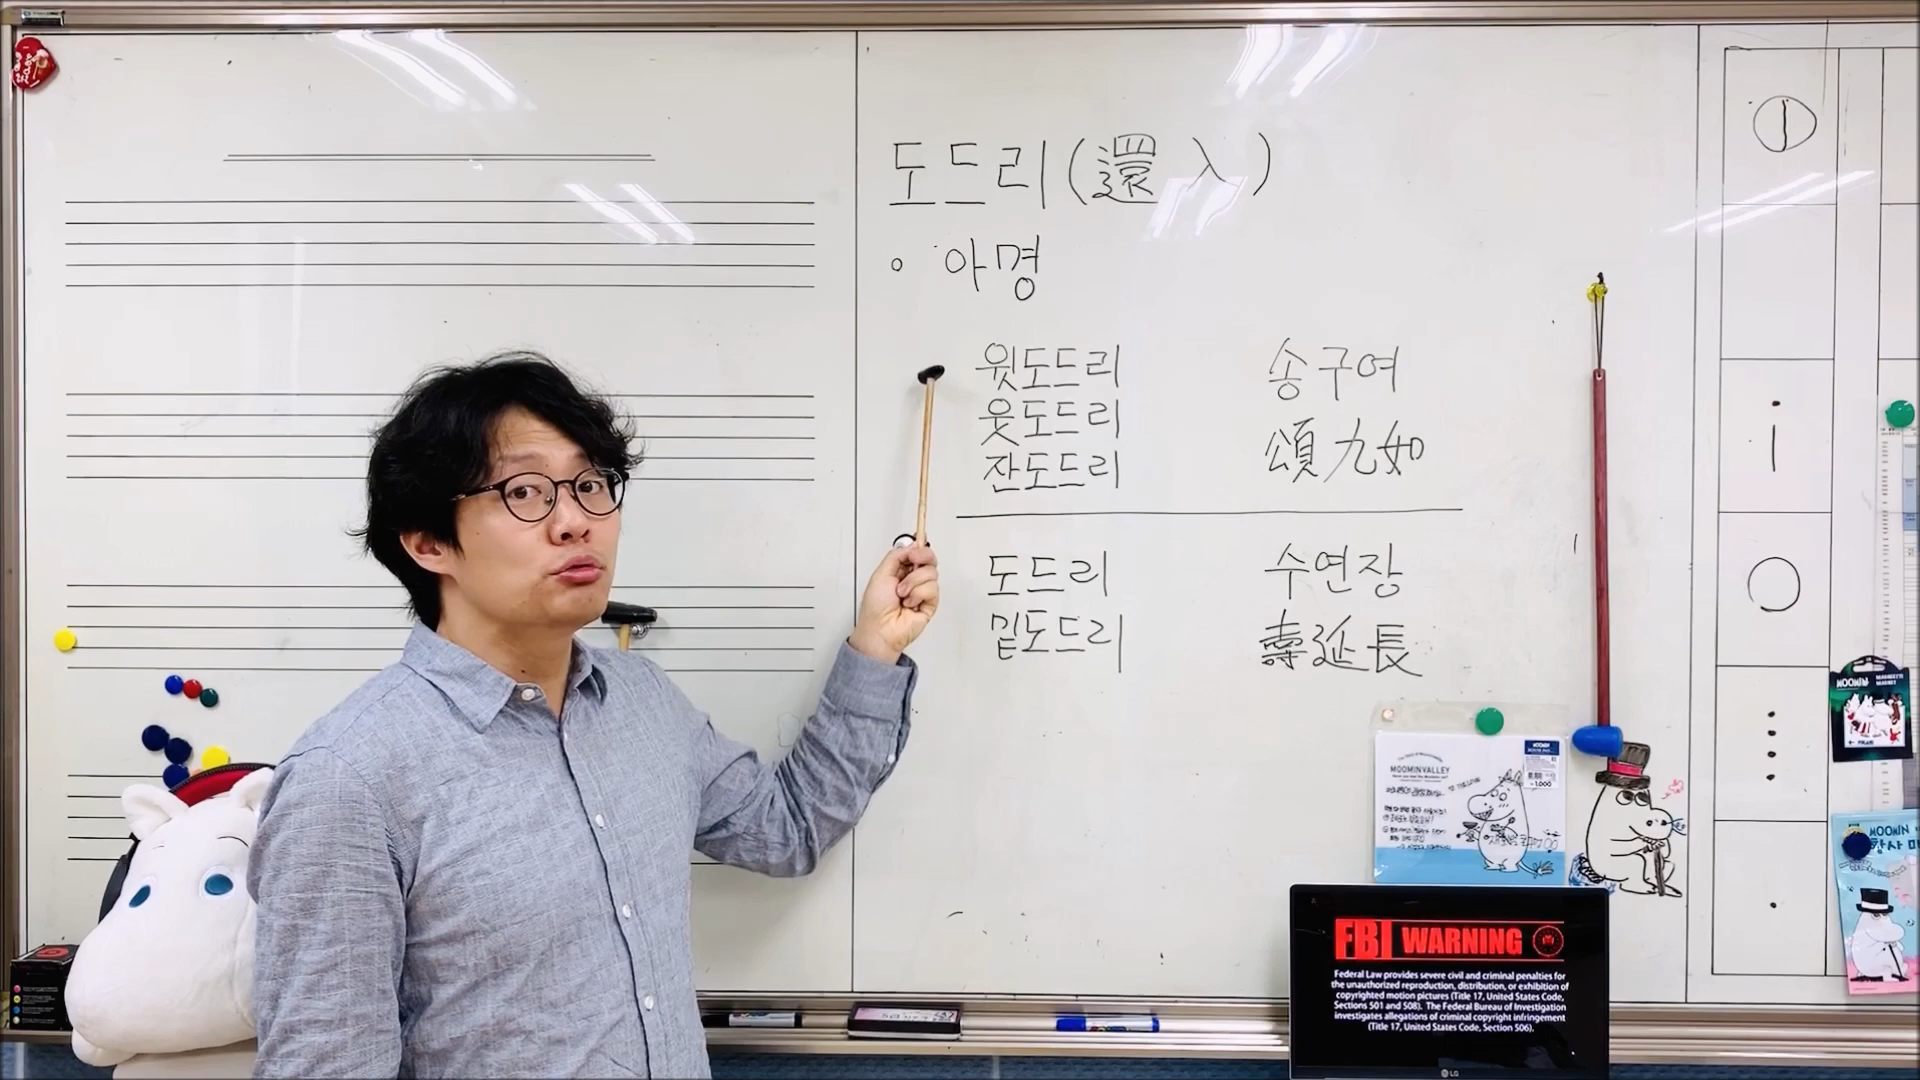 도드리(還入)
아명
윗도드리
웃도드리
잔도드리
송구여
頌九如
도드리
밑도드리
수연장
壽延長
MOOMINVALLEY
MOOMIN
MOOMIN
FBI WARNING
Federal Law provides severe civil and criminal penalties for
the unauthorized reproduction, distribution, or exhibition of
copyrighted motion pictures (Title 17, United States Code,
Sections 501 and 508). The Federal Bureau of Investigation
investigates allegations of criminal copyright infringement
(Title 17, United States Code, Section 506).
LG